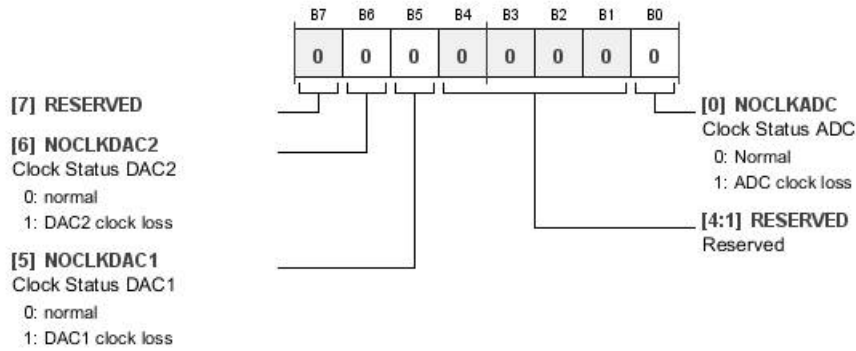 B7 B6 B5 B4 B3 B2 B1 B0
0 0 0 0 0 0 0 0
[7] RESERVED
[6] NOCLKDAC2
Clock Status DAC2
0: normal
1: DAC2 clock loss
[5] NOCLKDAC1
Clock Status DAC1
0: normal
1: DAC1 clock loss
[0] NOCLKADC
Clock Status ADC
0: Normal
1: ADC clock loss
[4:1] RESERVED
Reserved